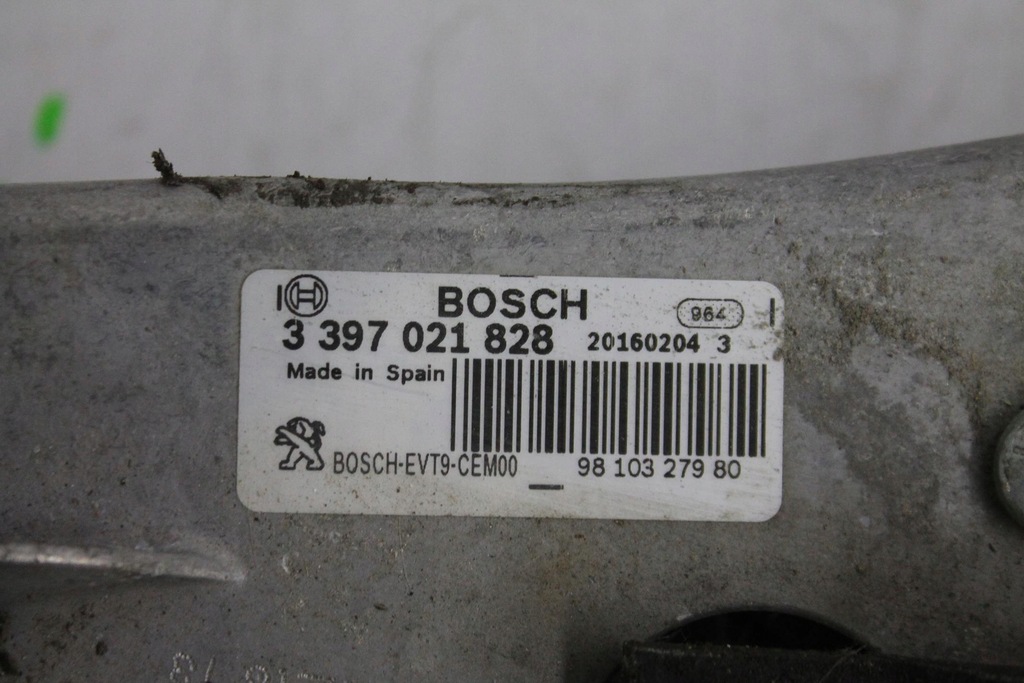 BOSCH 964
3 397 021 828 20160204 3
Made in Spain
BOSCH-EVT9-CEM00 98 103 279 80